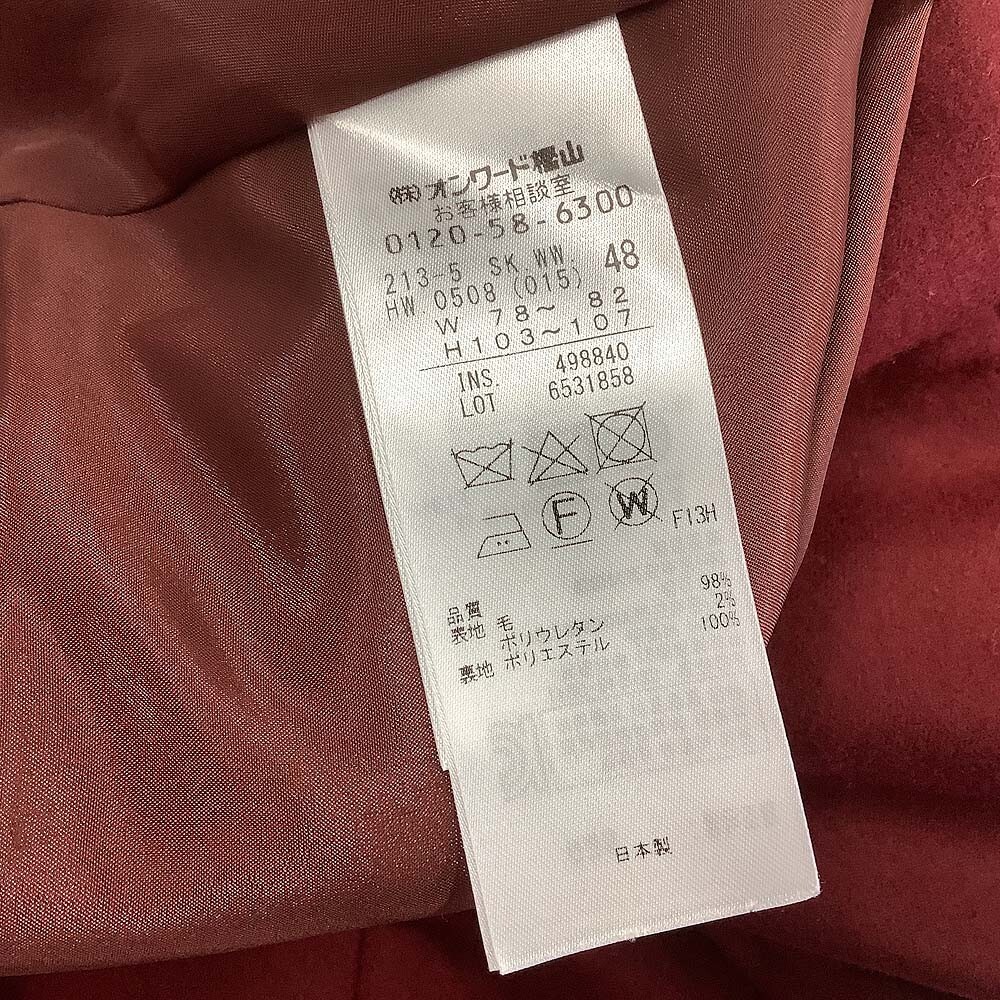 (株)オンワード樫山
お客様相談室
0120-58-6300
213-5 SK WW. 48
HW.0508 (015)
W 78～ 82
H103～107
INS. 498840
LOT 6531858
F W F13H
品質
表地 毛 98%
ポリウレタン 2%
裏地 ポリエステル 100%
日本製